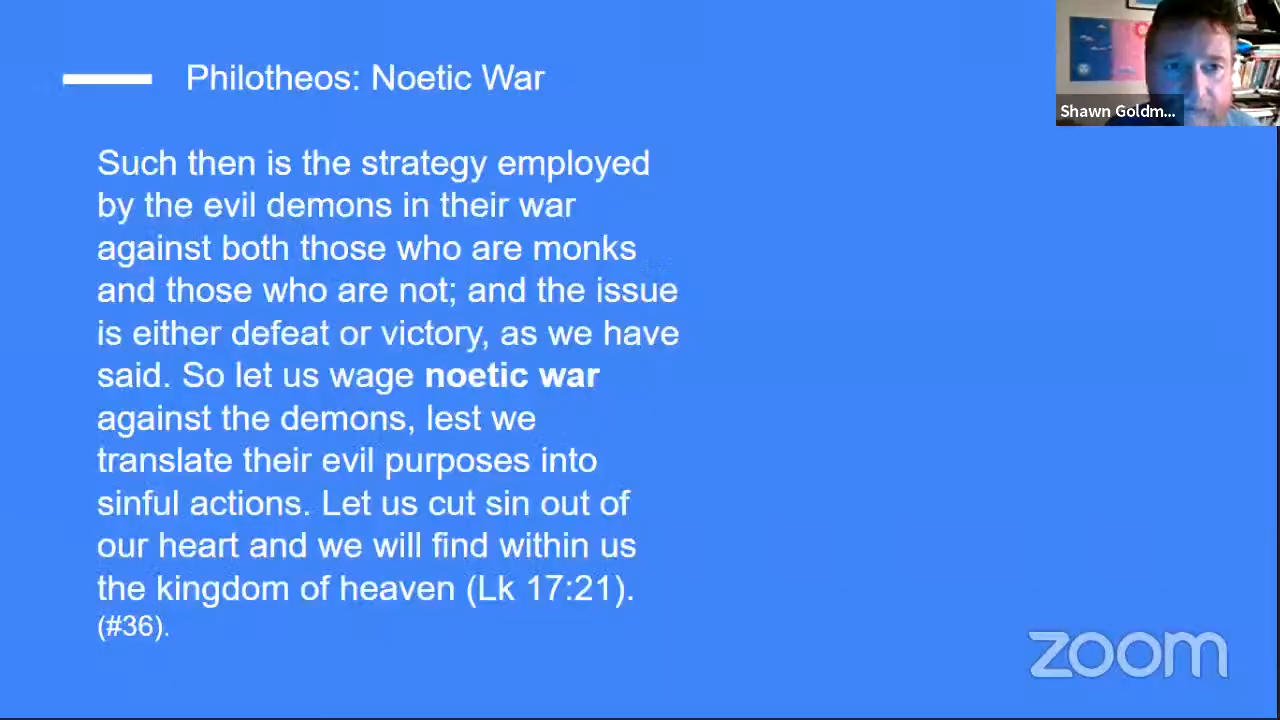 Philotheos: Noetic War
Shawn Goldm...
Such then is the strategy employed
by the evil demons in their war
against both those who are monks
and those who are not; and the issue
is either defeat or victory, as we have
said. So let us wage noetic war
against the demons, lest we
translate their evil purposes into
sinful actions. Let us cut sin out of
our heart and we will find within us
the kingdom of heaven (Lk 17:21).
(#36).
zoom